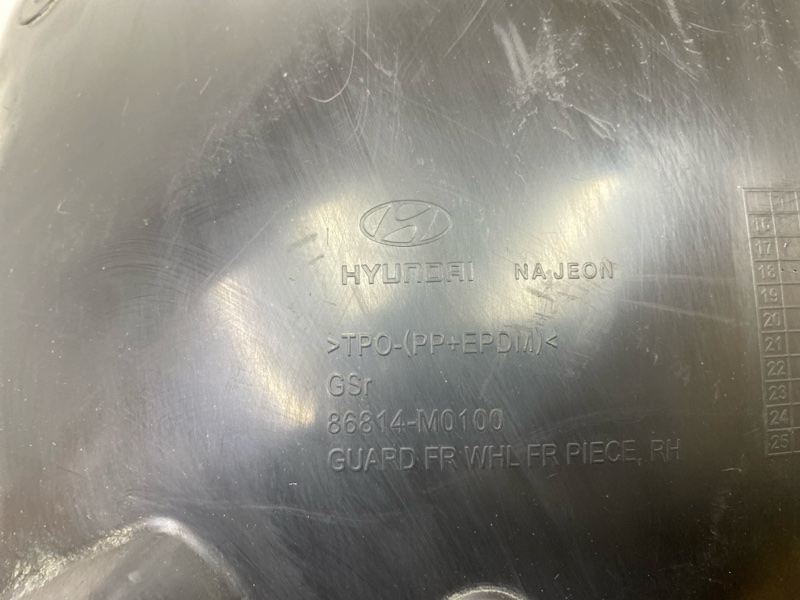 HYUNDAI NAJEON
>TPO-(PP+EPDM)<
GSr
86814-M0100
GUARD FR WHL FR PIECE, RH
16
17
18
19
20
21
22
23
24
25